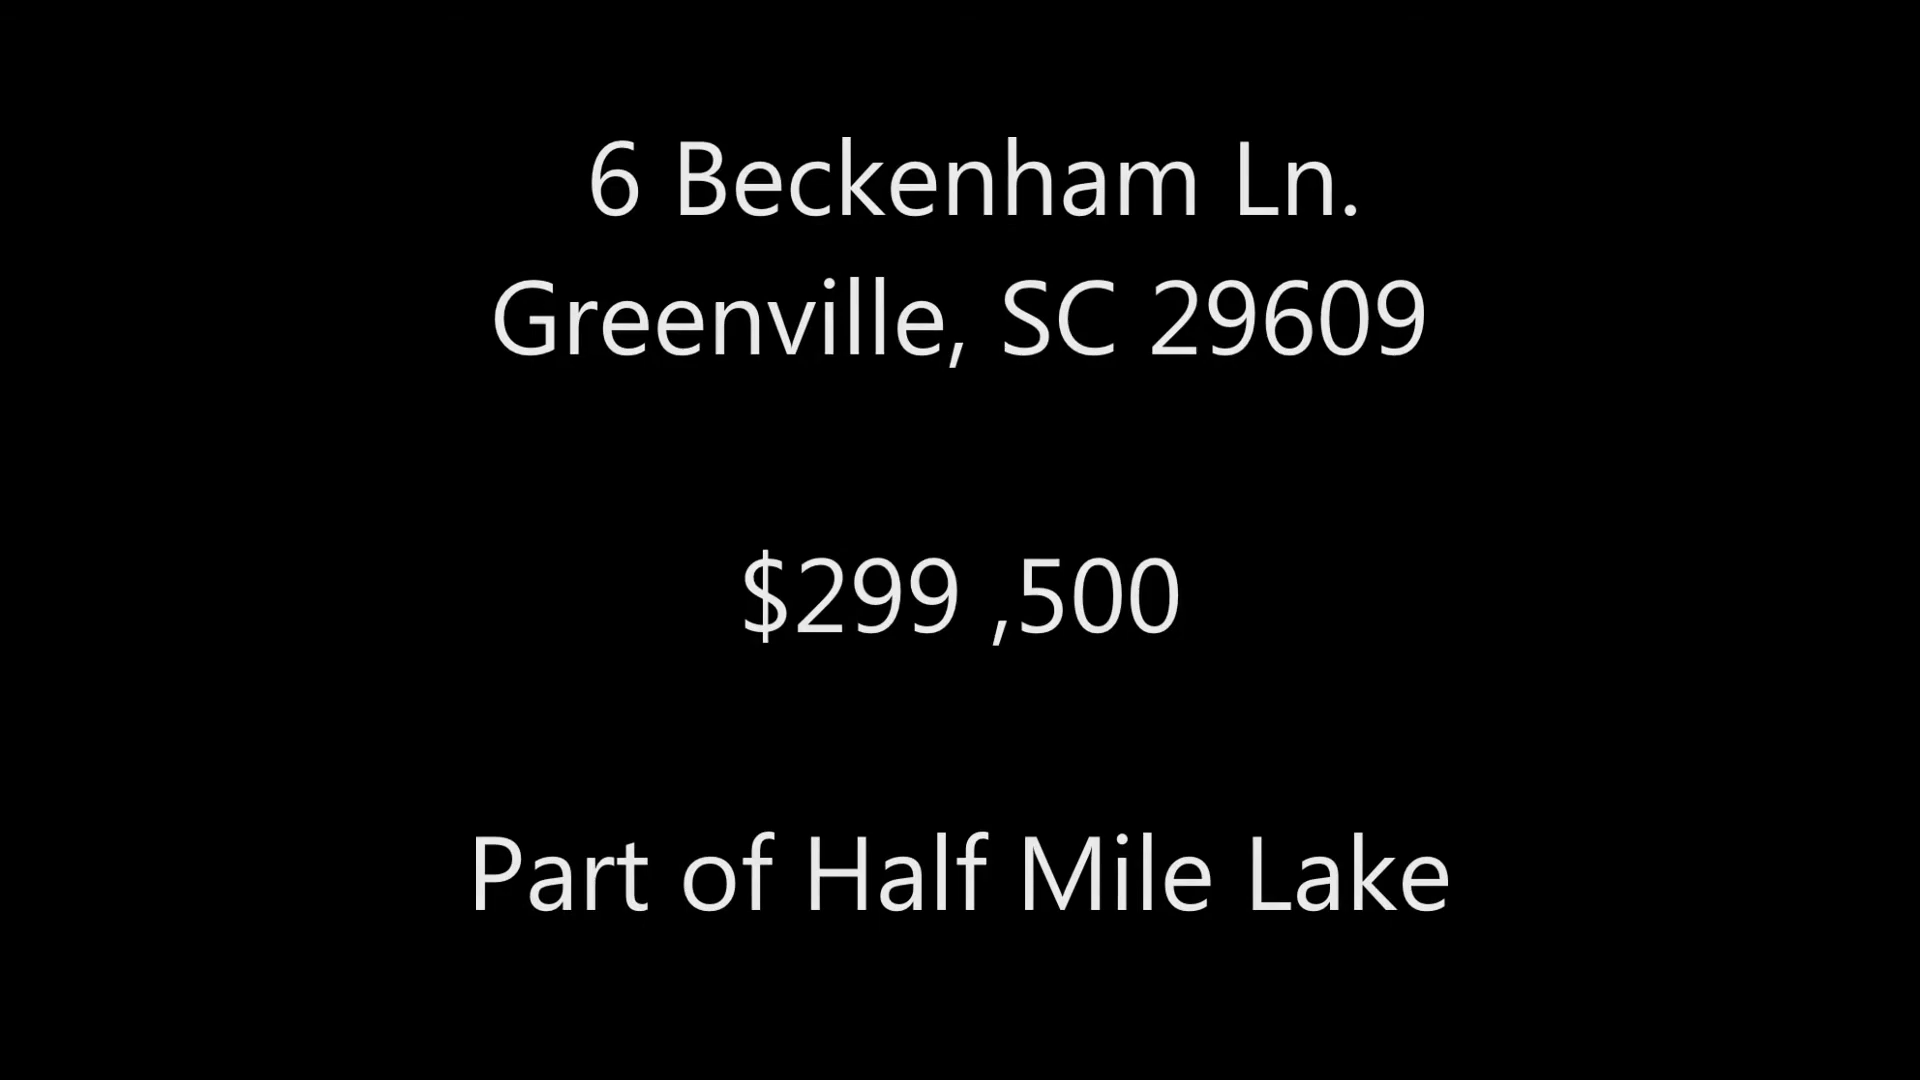 6 Beckenham Ln.
Greenville, SC 29609
$299 ,500
Part of Half Mile Lake